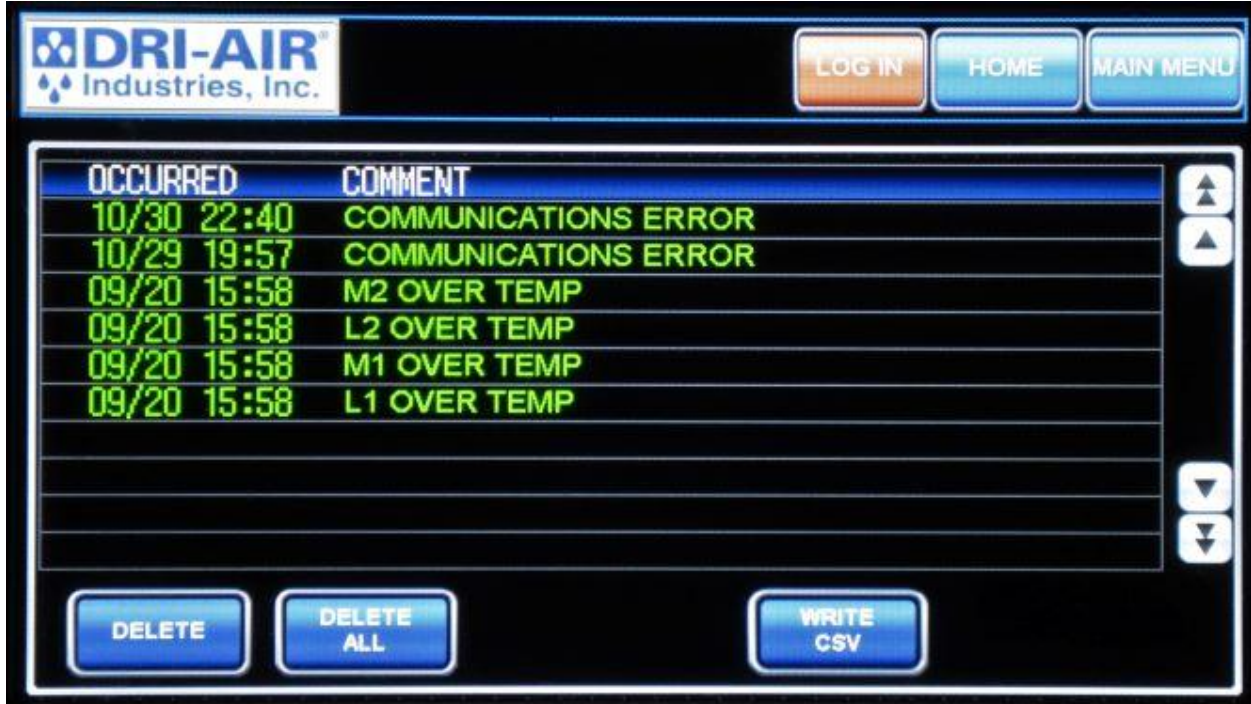 DRI-AIR®
Industries, Inc.
LOG IN
HOME
MAIN MENU
OCCURRED COMMENT
10/30 22:40 COMMUNICATIONS ERROR
10/29 19:57 COMMUNICATIONS ERROR
09/20 15:58 M2 OVER TEMP
09/20 15:58 L2 OVER TEMP
09/20 15:58 M1 OVER TEMP
09/20 15:58 L1 OVER TEMP
DELETE
DELETE
ALL
WRITE
CSV